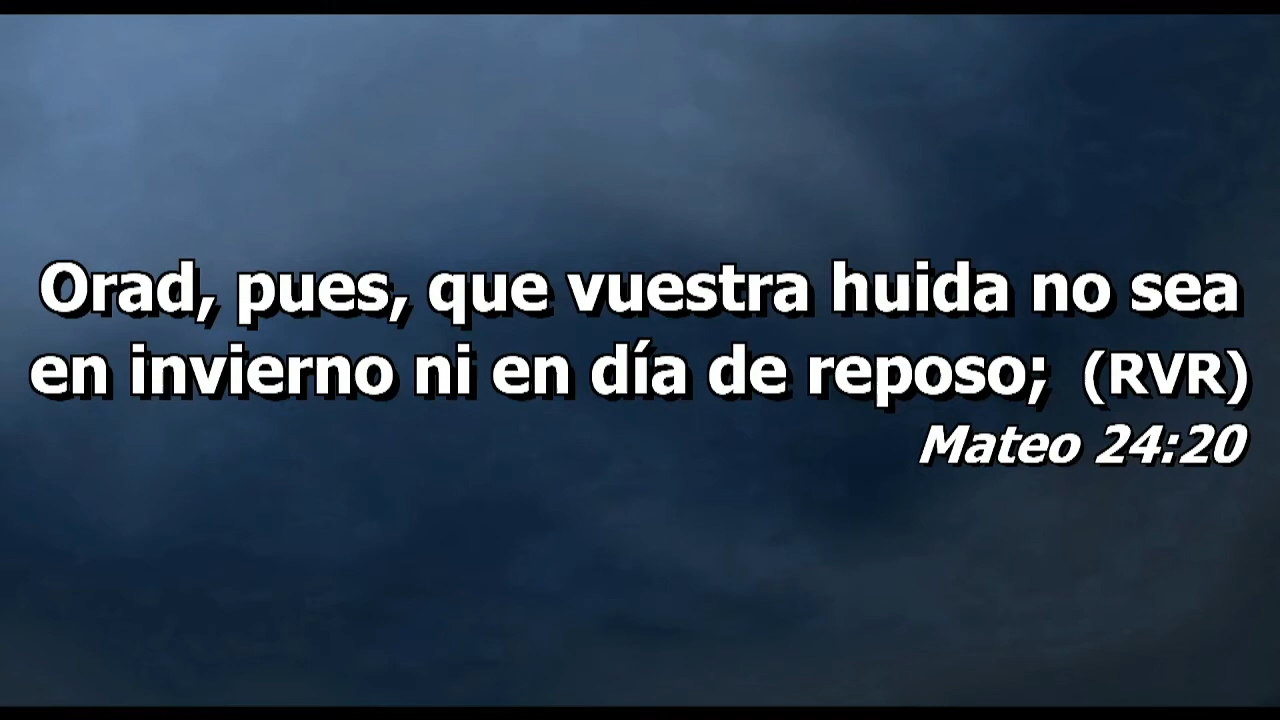 Orad, pues, que vuestra huida no sea
en invierno ni en día de reposo; (RVR)
Mateo 24:20